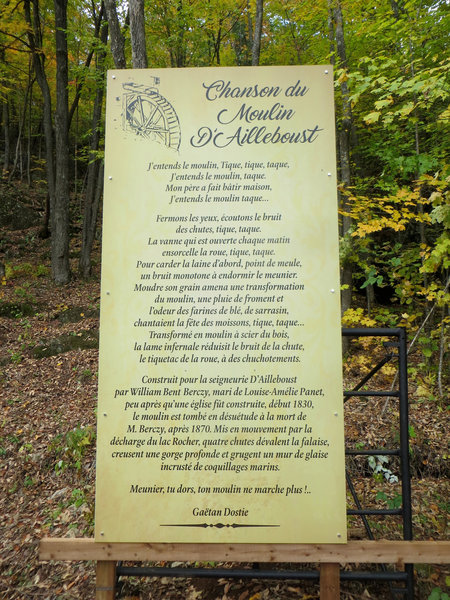 Chanson du
Moulin
D'Ailleboust
J'entends le moulin, Tique, tique, taque,
J'entends le moulin, taque.
Mon père a fait bâtir maison,
J'entends le moulin, taque...
Fermons les yeux, écoutons le bruit
des chutes, tique, taque.
La vanne qui est ouverte chaque matin
ensorcelle la roue, tique, taque.
Pour carder la laine d'abord, point de meule,
un bruit monotone à endormir le meunier.
Moudre son grain amena une transformation
du moulin, une pluie de froment et
l'odeur des farines de blé, de sarrasin,
chantaient la fête des moissons, tique, taque...
Transformé en moulin à scier du bois,
la lame infernale réduisit le bruit de la chute,
le tiquetac de la roue, à des chuchotements.
Construit pour la seigneurie D'Ailleboust
par William Bent Berczy, mari de Louise-Amélie Panet,
peu après qu'une église fût construite, début 1830,
le moulin est tombé en désuétude à la mort de
M. Berczy, après 1870. Mis en mouvement par la
décharge du lac Rocher, quatre chutes dévalent la falaise,
creusent une gorge profonde et grugent un mur de glaise
incrusté de coquillages marins.
Meunier, tu dors, ton moulin ne marche plus !..
Gaëtan Dostie